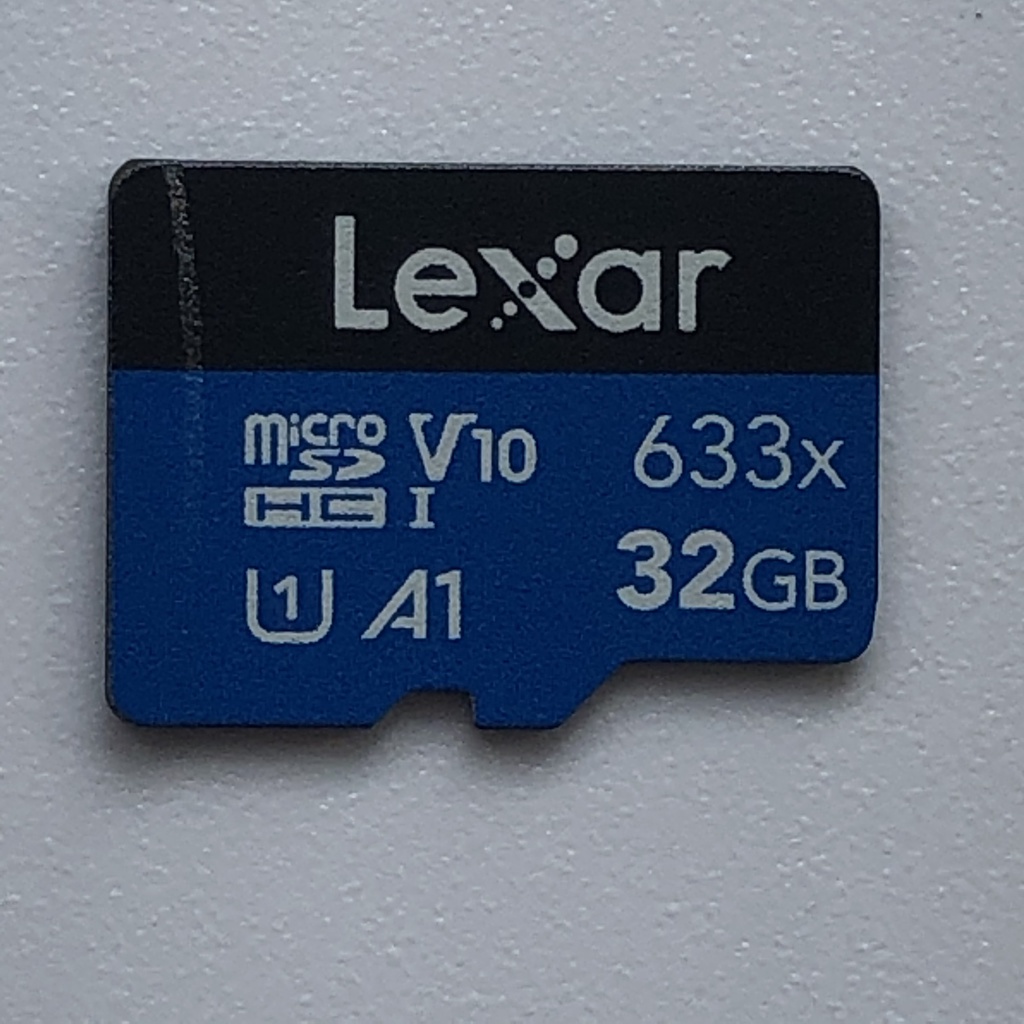 Lexar
micro SD HC I V10 633x
U1 A1 32GB